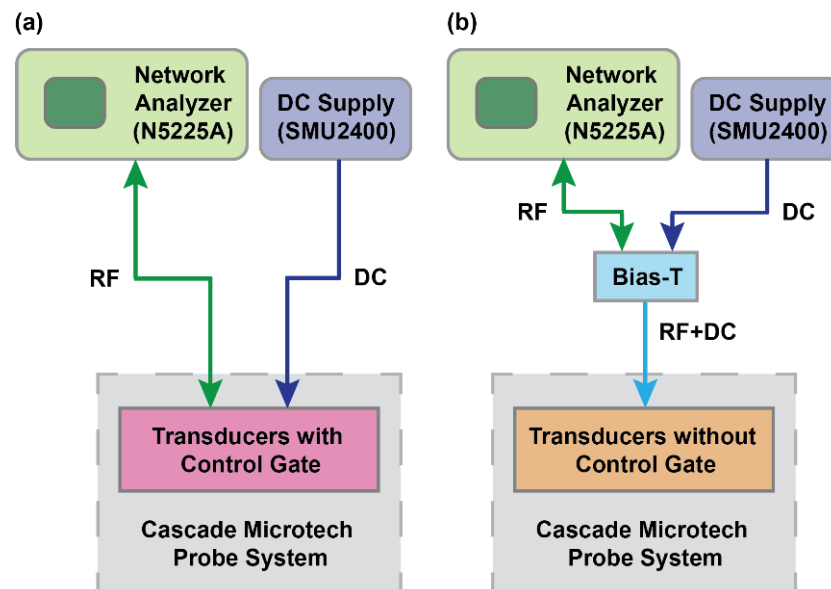 (a)
Network
Analyzer
(N5225A)
DC Supply
(SMU2400)
RF
DC
Transducers with
Control Gate
Cascade Microtech
Probe System
(b)
Network
Analyzer
(N5225A)
DC Supply
(SMU2400)
RF
DC
Bias-T
RF+DC
Transducers without
Control Gate
Cascade Microtech
Probe System